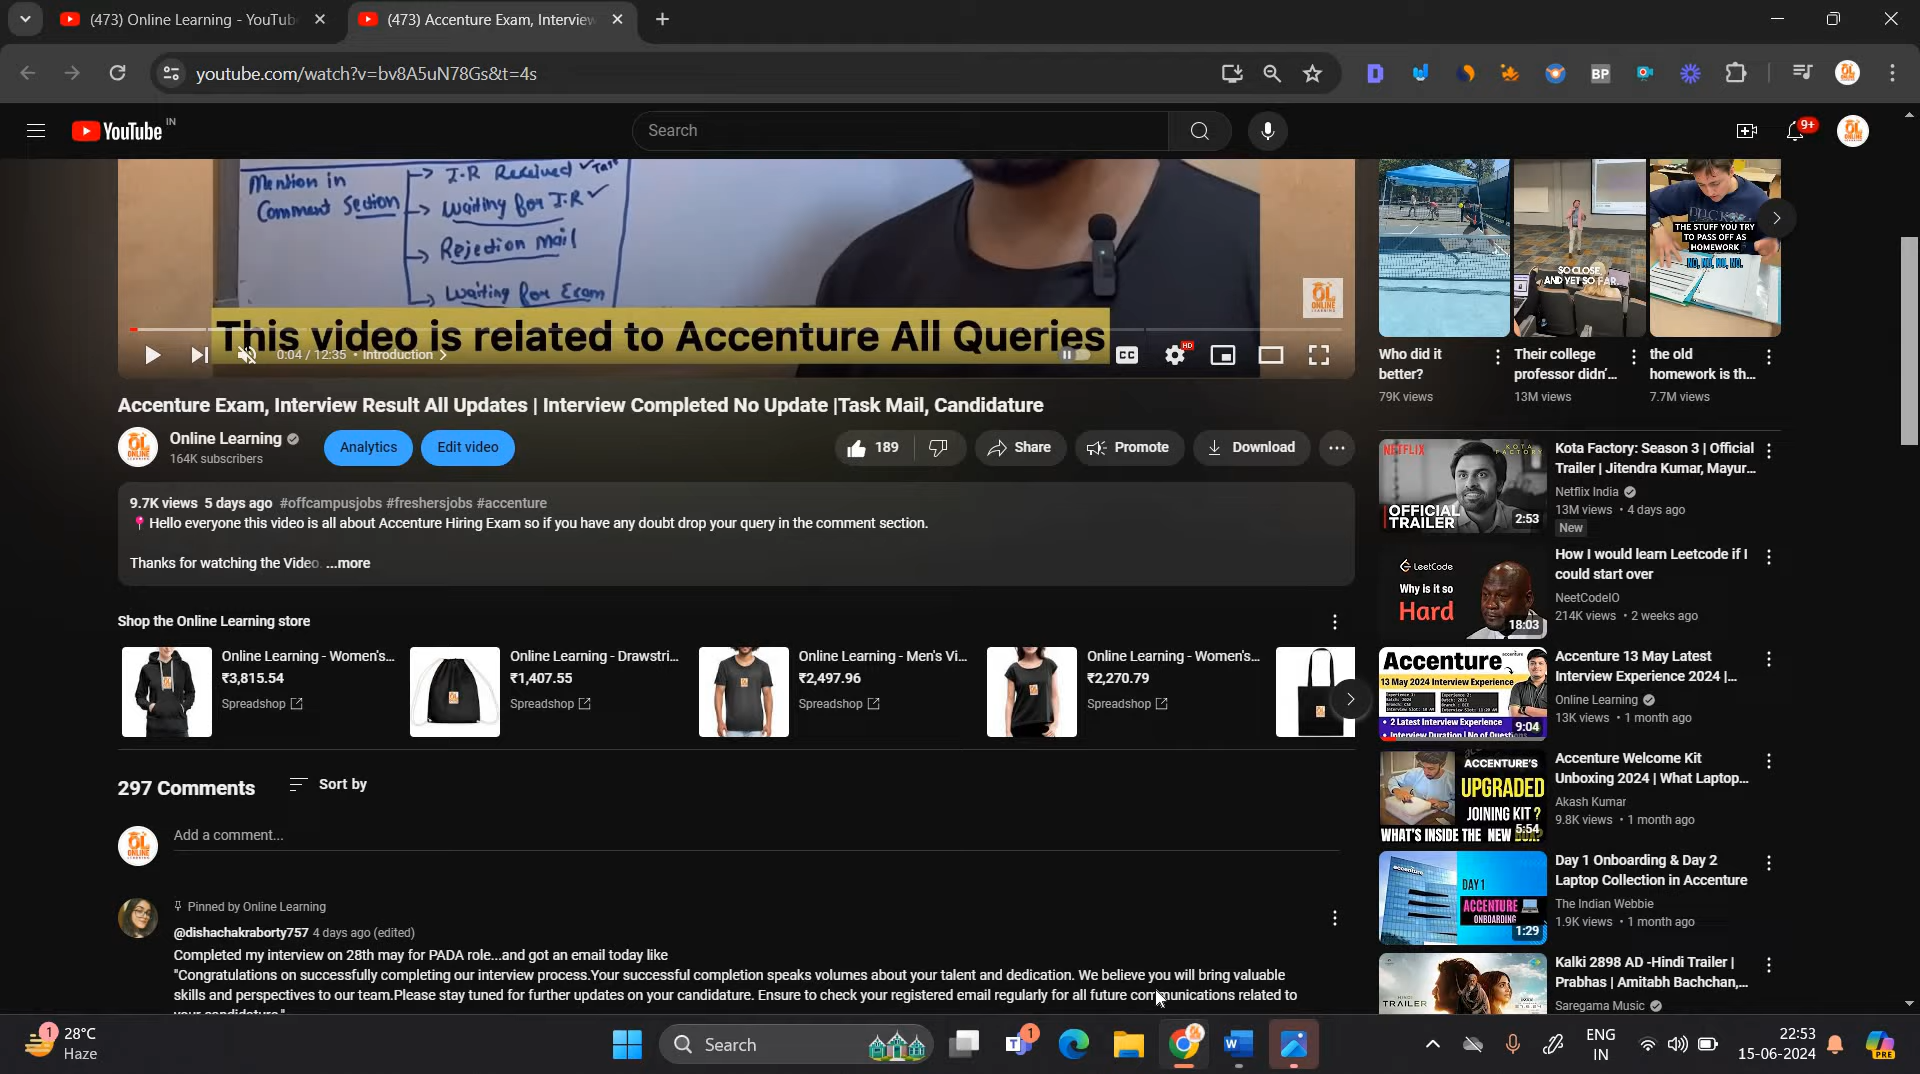 (473) Online Learning - YouTub
(473) Accenture Exam, Interview
youtube.com/watch?v=bv8A5uN78Gs&t=4s
BP
YouTube IN
Search
9+
Mention in
Comment Section
I.R Received
Waiting for I.R
Rejection Mail
Waiting for Exam
This video is related to Accenture All Queries
0:04 / 12:35 • Introduction
CC
HD
OL
ONLINE
Accenture Exam, Interview Result All Updates | Interview Completed No Update |Task Mail, Candidature
Online Learning
164K subscribers
Analytics
Edit video
189
Share
Promote
Download
9.7K views 5 days ago #offcampusjobs #freshersjobs #accenture
Hello everyone this video is all about Accenture Hiring Exam so if you have any doubt drop your query in the comment section.
Thanks for watching the Video. ...more
Shop the Online Learning store
Online Learning - Women's...
₹3,815.54
Spreadshop
Online Learning - Drawstri...
₹1,407.55
Spreadshop
Online Learning - Men's Vi...
₹2,497.96
Spreadshop
Online Learning - Women's...
₹2,270.79
Spreadshop
297 Comments
Sort by
Add a comment...
Pinned by Online Learning
@dishachakraborty757 4 days ago (edited)
Completed my interview on 28th may for PADA role...and got an email today like
"Congratulations on successfully completing our interview process.Your successful completion speaks volumes about your talent and dedication. We believe you will bring valuable
skills and perspectives to our team.Please stay tuned for further updates on your candidature. Ensure to check your registered email regularly for all future communications related to
your candidature."
SO CLOSE
AND YET SO FAR.
THE STUFF YOU TRY
TO PASS OFF AS
HOMEWORK
NO, NO, NO, NO.
Who did it
better?
79K views
Their college
professor didn'...
13M views
the old
homework is th...
7.7M views
NETFLIX
KOTA
FACTORY
OFFICIAL
TRAILER
2:53
Kota Factory: Season 3 | Official
Trailer | Jitendra Kumar, Mayur...
Netflix India
13M views • 4 days ago
New
LeetCode
Why is it so
Hard
18:03
How I would learn Leetcode if I
could start over
NeetCodeIO
214K views • 2 weeks ago
Accenture
accenture
13 May 2024 Interview Experience
• 2 Latest Interview Experience
• Interview Duration | No of Questions
9:04
Accenture 13 May Latest
Interview Experience 2024 |...
Online Learning
13K views • 1 month ago
ACCENTURE'S
UPGRADED
JOINING KIT ?
WHAT'S INSIDE THE NEW BOX?
5:54
Accenture Welcome Kit
Unboxing 2024 | What Laptop...
Akash Kumar
9.8K views • 1 month ago
accenture
DAY 1
ACCENTURE
ONBOARDING
1:29
Day 1 Onboarding & Day 2
Laptop Collection in Accenture
The Indian Webbie
1.9K views • 1 month ago
TRAILER
Kalki 2898 AD -Hindi Trailer |
Prabhas | Amitabh Bachchan,...
Saregama Music
1
28°C
Haze
Search
1
ENG
IN
22:53
15-06-2024
PRE